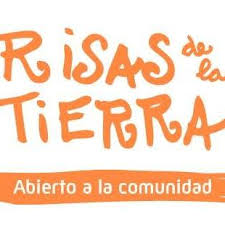 RiSAS de la
TiERRA
Abierto a la comunidad